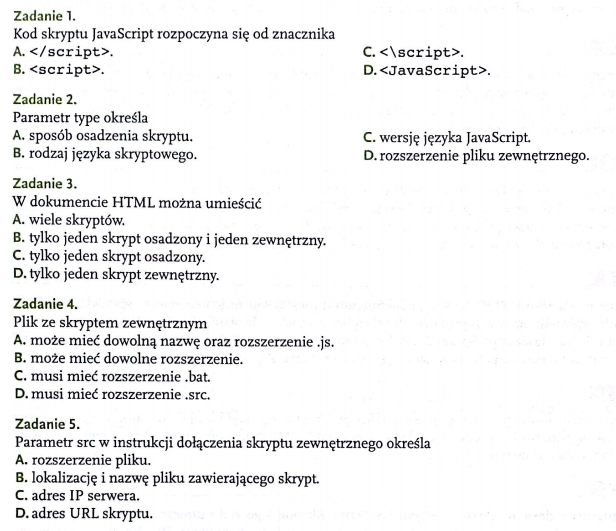 Zadanie 1.
Kod skryptu JavaScript rozpoczyna się od znacznika
A. </script>.
B. <script>.
C. <\script>.
D. <JavaScript>.
Zadanie 2.
Parametr type określa
A. sposób osadzenia skryptu.
B. rodzaj języka skryptowego.
C. wersję języka JavaScript.
D. rozszerzenie pliku zewnętrznego.
Zadanie 3.
W dokumencie HTML można umieścić
A. wiele skryptów.
B. tylko jeden skrypt osadzony i jeden zewnętrzny.
C. tylko jeden skrypt osadzony.
D. tylko jeden skrypt zewnętrzny.
Zadanie 4.
Plik ze skryptem zewnętrznym
A. może mieć dowolną nazwę oraz rozszerzenie .js.
B. może mieć dowolne rozszerzenie.
C. musi mieć rozszerzenie .bat.
D. musi mieć rozszerzenie .src.
Zadanie 5.
Parametr src w instrukcji dołączenia skryptu zewnętrznego określa
A. rozszerzenie pliku.
B. lokalizację i nazwę pliku zawierającego skrypt.
C. adres IP serwera.
D. adres URL skryptu.